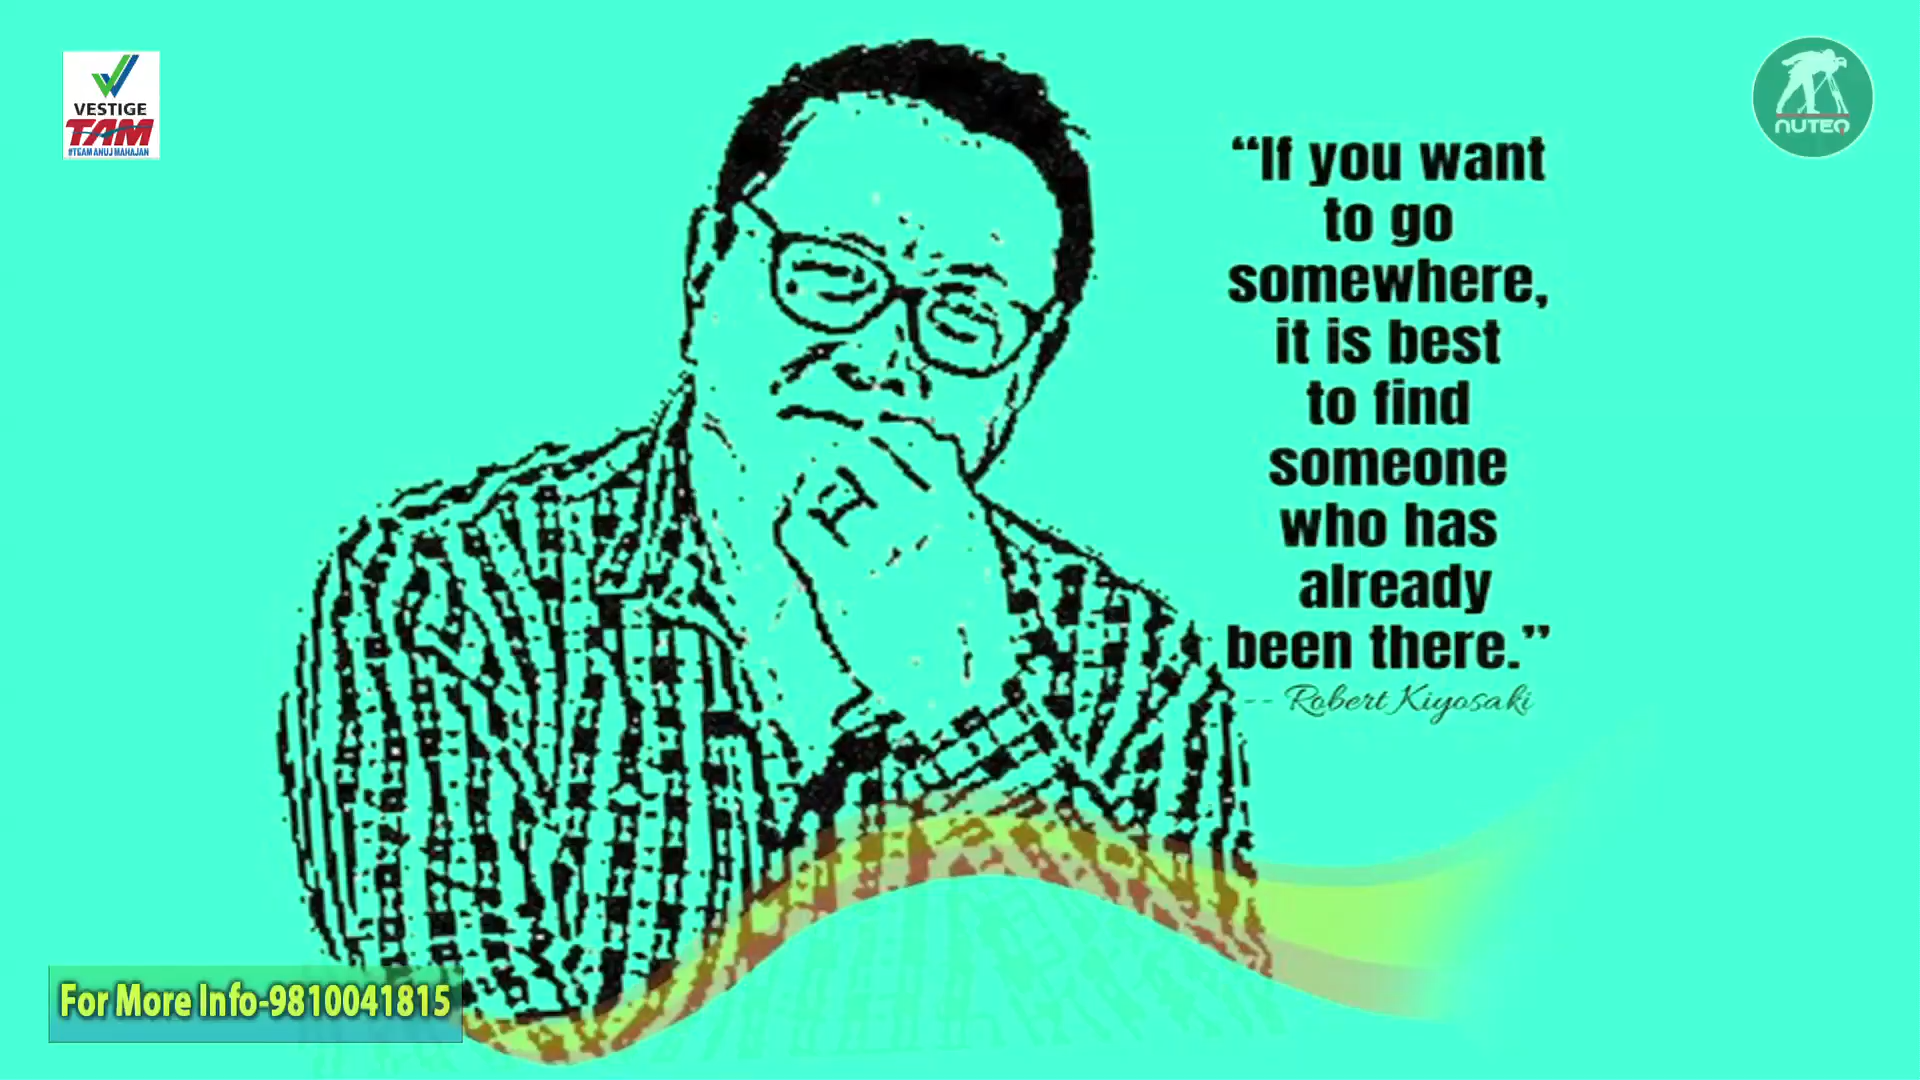 VESTIGE
TAM
#TEAM ANUJ MAHAJAN
NUTEQ
“If you want
to go
somewhere,
it is best
to find
someone
who has
already
been there.”
-- Robert Kiyosaki
For More Info-9810041815